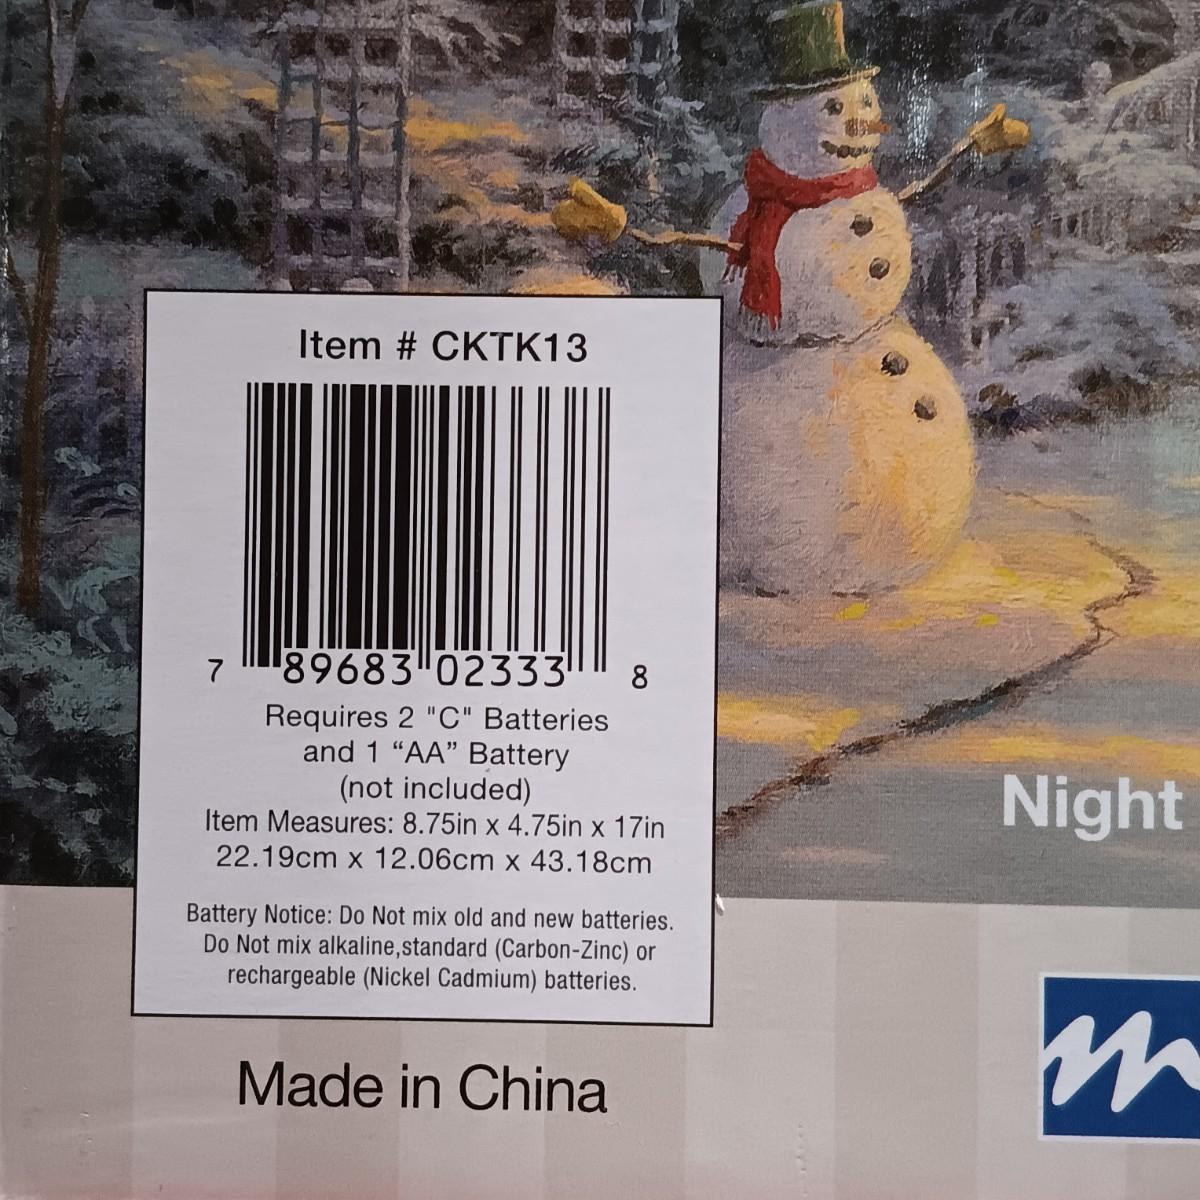 Item # CKTK13
7 89683 02333 8
Requires 2 "C" Batteries
and 1 “AA” Battery
(not included)
Item Measures: 8.75in x 4.75in x 17in
22.19cm x 12.06cm x 43.18cm
Battery Notice: Do Not mix old and new batteries.
Do Not mix alkaline,standard (Carbon-Zinc) or
rechargeable (Nickel Cadmium) batteries.
Night
Made in China